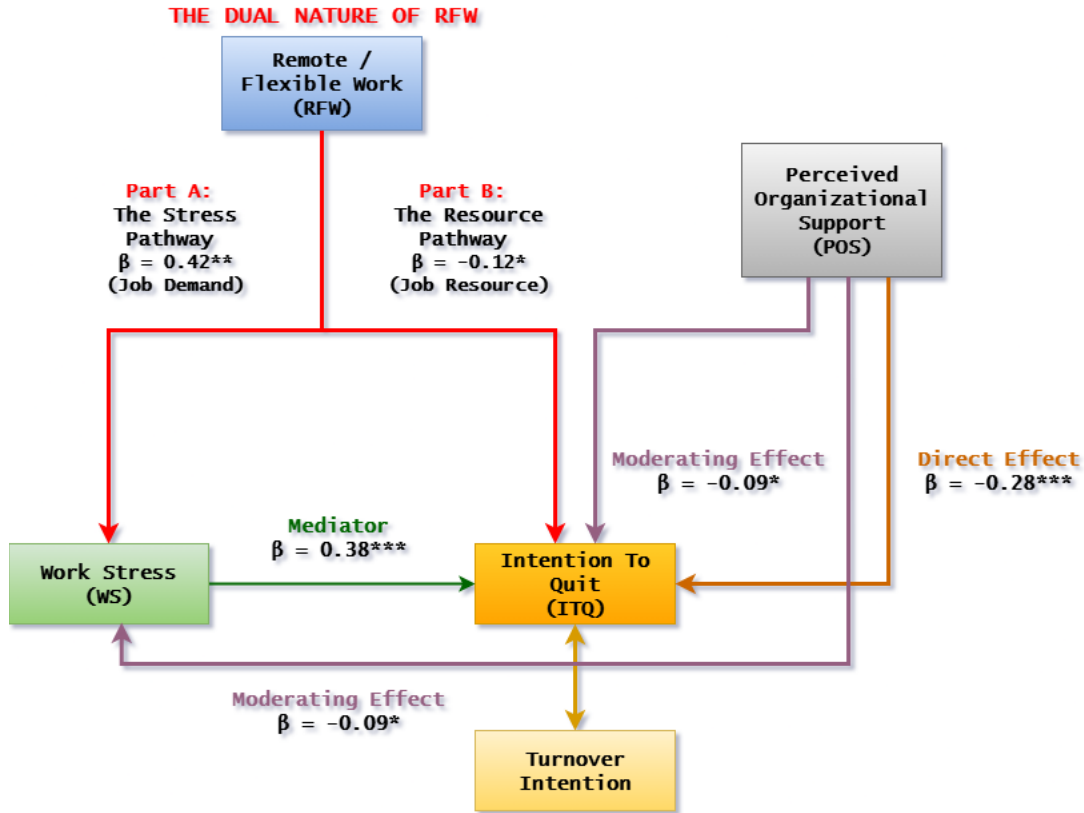 THE DUAL NATURE OF RFW
Remote /
Flexible Work
(RFW)
Part A:
The Stress
Pathway
β = 0.42**
(Job Demand)
Part B:
The Resource
Pathway
β = -0.12*
(Job Resource)
Perceived
Organizational
Support
(POS)
Moderating Effect
β = -0.09*
Direct Effect
β = -0.28***
Mediator
β = 0.38***
Work Stress
(WS)
Intention To
Quit
(ITQ)
Moderating Effect
β = -0.09*
Turnover
Intention